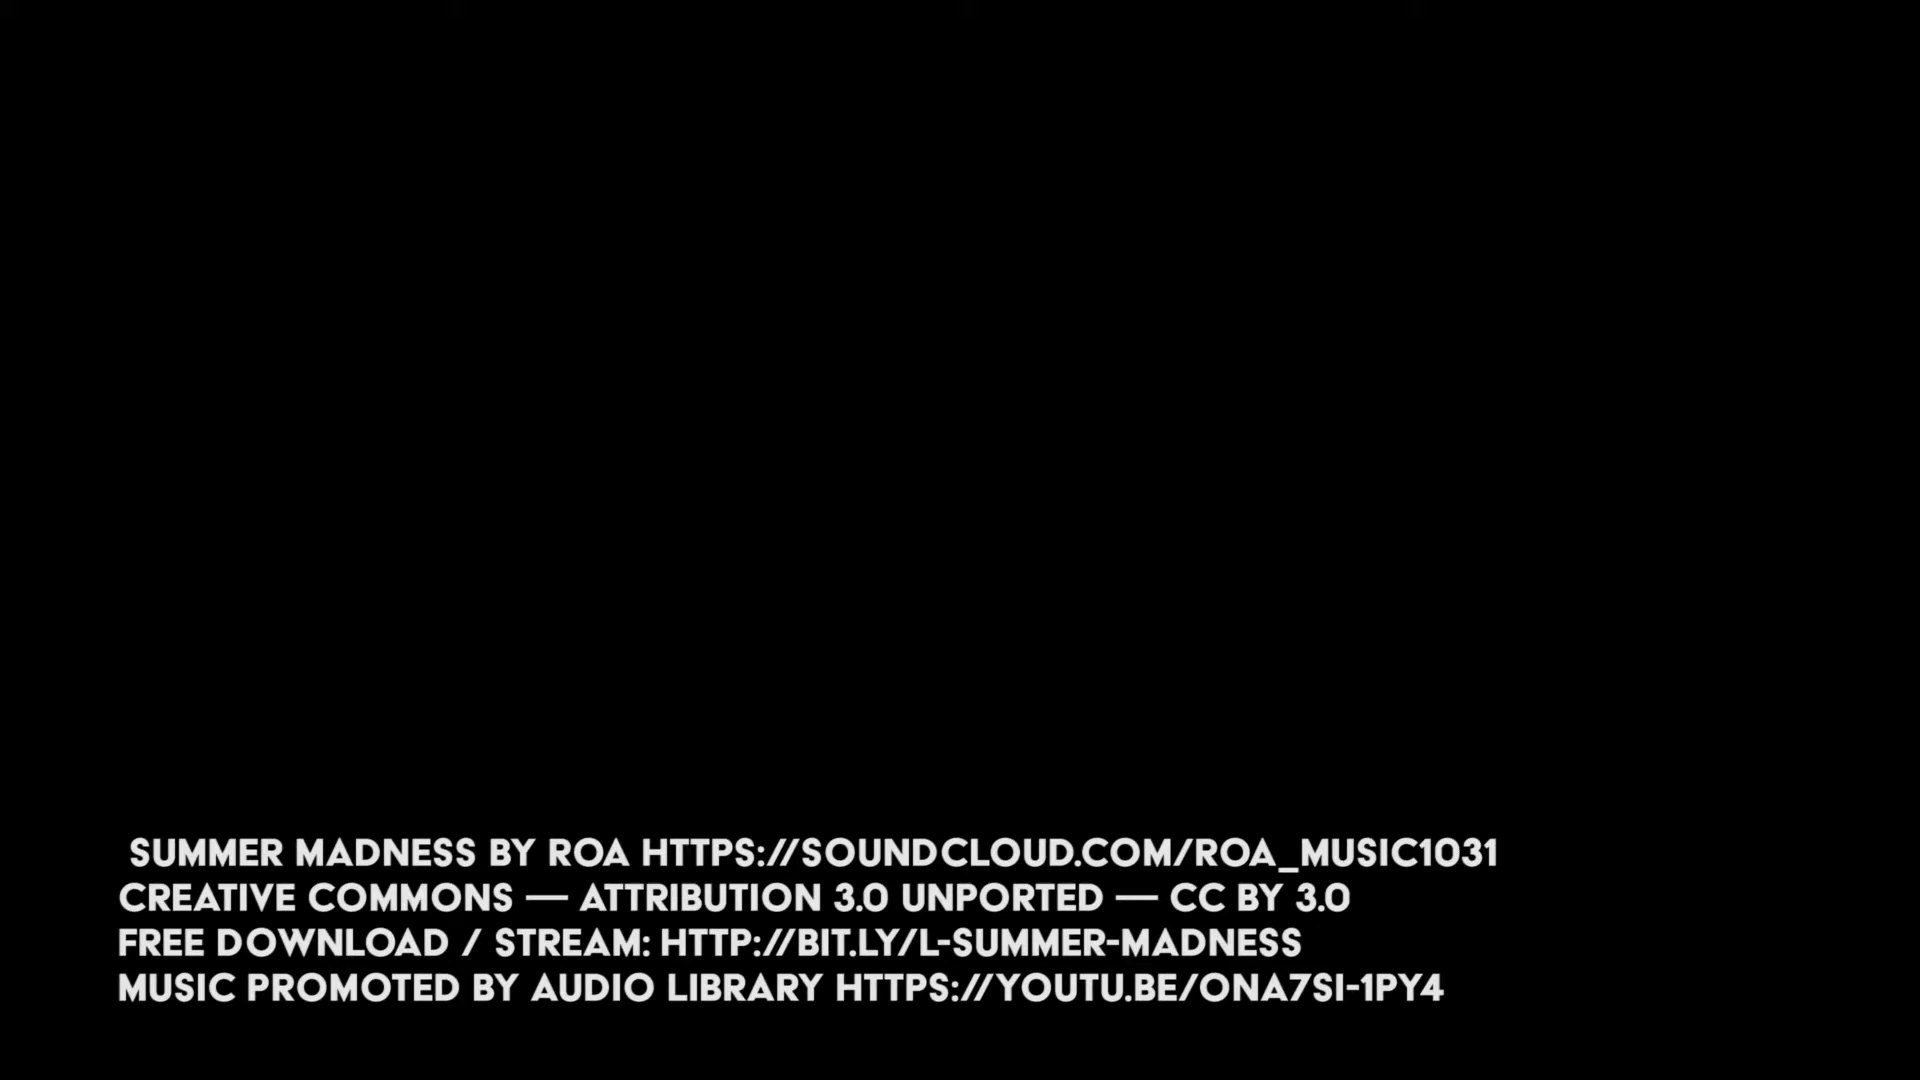 SUMMER MADNESS BY ROA HTTPS://SOUNDCLOUD.COM/ROA_MUSIC1031
CREATIVE COMMONS — ATTRIBUTION 3.0 UNPORTED — CC BY 3.0
FREE DOWNLOAD / STREAM: HTTP://BIT.LY/L-SUMMER-MADNESS
MUSIC PROMOTED BY AUDIO LIBRARY HTTPS://YOUTU.BE/ONA7SI-1PY4